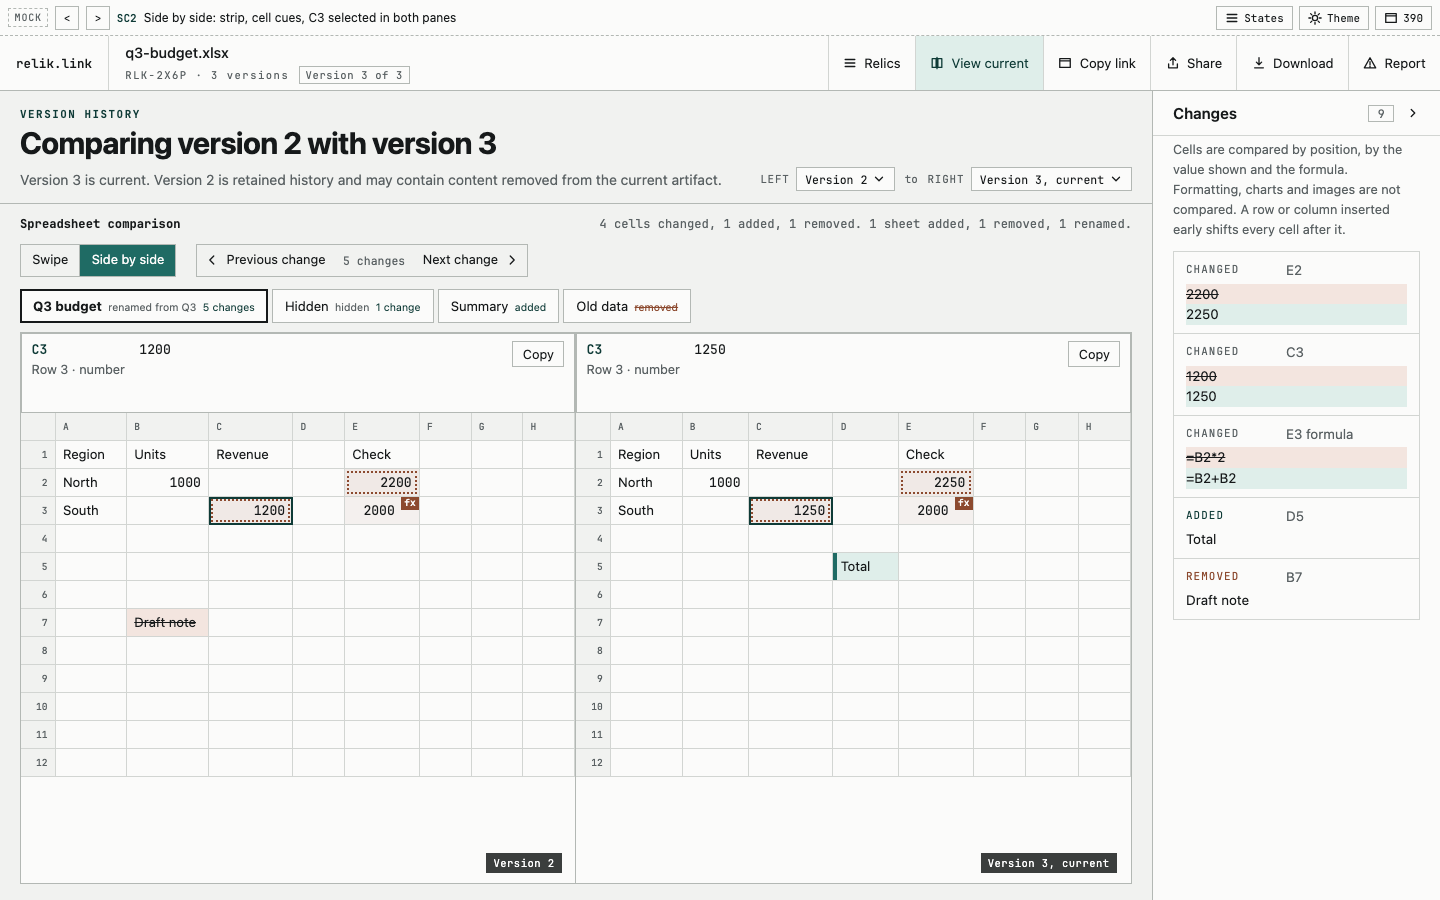 MOCK < > SC2 Side by side: strip, cell cues, C3 selected in both panes States Theme 390
relik.link q3-budget.xlsx Relics View current Copy link Share Download Report
RLK-2X6P · 3 versions Version 3 of 3
VERSION HISTORY
Comparing version 2 with version 3
Version 3 is current. Version 2 is retained history and may contain content removed from the current artifact. LEFT Version 2 to RIGHT Version 3, current
Spreadsheet comparison 4 cells changed, 1 added, 1 removed. 1 sheet added, 1 removed, 1 renamed.
Swipe Side by side Previous change 5 changes Next change
Q3 budget renamed from Q3 5 changes Hidden hidden 1 change Summary added Old data removed
C3 1200 Copy
Row 3 · number
A B C D E F G H
1 Region Units Revenue Check
2 North 1000 2200
3 South 1200 2000 fx
4
5
6
7 Draft note
8
9
10
11
12
Version 2
C3 1250 Copy
Row 3 · number
A B C D E F G H
1 Region Units Revenue Check
2 North 1000 2250
3 South 1250 2000 fx
4
5 Total
6
7
8
9
10
11
12
Version 3, current
Changes 9
Cells are compared by position, by the
value shown and the formula.
Formatting, charts and images are not
compared. A row or column inserted
early shifts every cell after it.
CHANGED E2
2200
2250
CHANGED C3
1200
1250
CHANGED E3 formula
=B2*2
=B2+B2
ADDED D5
Total
REMOVED B7
Draft note